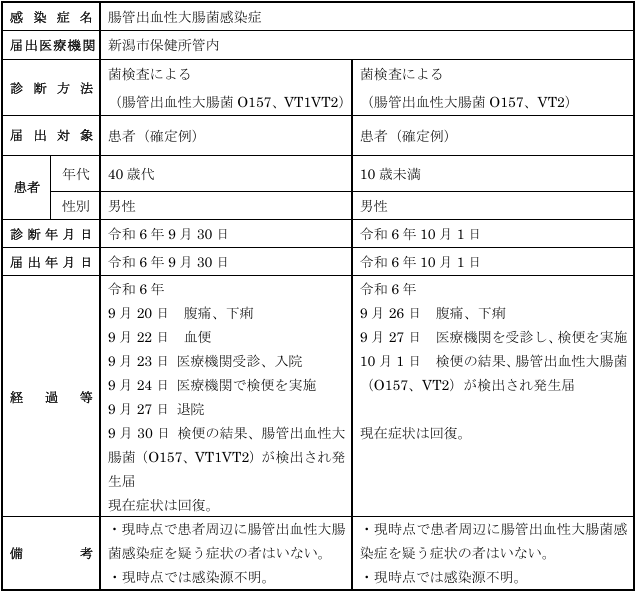 感染症名 腸管出血性大腸菌感染症
届出医療機関 新潟市保健所管内
診断方法
菌検査による
（腸管出血性大腸菌 O157、VT1VT2）
菌検査による
（腸管出血性大腸菌 O157、VT2）
届出対象 患者（確定例） 患者（確定例）
患者
年代 40 歳代 10 歳未満
性別 男性 男性
診断年月日 令和 6 年 9 月 30 日 令和 6 年 10 月 1 日
届出年月日 令和 6 年 9 月 30 日 令和 6 年 10 月 1 日
経過等
令和 6 年
9 月 20 日 腹痛、下痢
9 月 22 日 血便
9 月 23 日 医療機関受診、入院
9 月 24 日 医療機関で検便を実施
9 月 27 日 退院
9 月 30 日 検便の結果、腸管出血性大
腸菌（O157、VT1VT2）が検出され発
生届
現在症状は回復。
令和 6 年
9 月 26 日 腹痛、下痢
9 月 27 日 医療機関を受診し、検便を実施
10 月 1 日 検便の結果、腸管出血性大腸菌
（O157、VT2）が検出され発生届
現在症状は回復。
備考
・現時点で患者周辺に腸管出血性大腸
菌感染症を疑う症状の者はいない。
・現時点では感染源不明。
・現時点で患者周辺に腸管出血性大腸菌感
染症を疑う症状の者はいない。
・現時点では感染源不明。